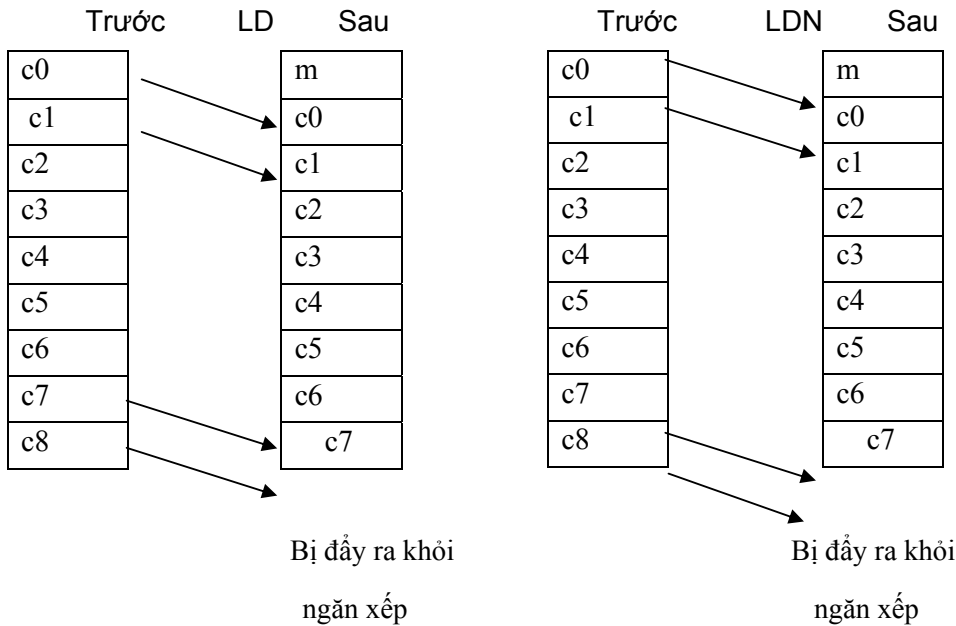 Trước LD Sau Trước LDN Sau
c0 m c0 m
c1 c0 c1 c0
c2 c1 c2 c1
c3 c2 c3 c2
c4 c3 c4 c3
c5 c4 c5 c4
c6 c5 c6 c5
c7 c6 c7 c6
c8 c7 c8 c7
Bị đẩy ra khỏi Bị đẩy ra khỏi
ngăn xếp ngăn xếp